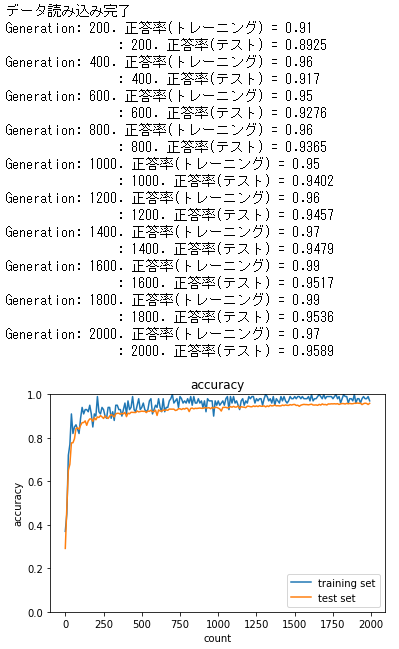 データ読み込み完了
Generation: 200. 正答率(トレーニング) = 0.91
: 200. 正答率(テスト) = 0.8925
Generation: 400. 正答率(トレーニング) = 0.96
: 400. 正答率(テスト) = 0.917
Generation: 600. 正答率(トレーニング) = 0.95
: 600. 正答率(テスト) = 0.9276
Generation: 800. 正答率(トレーニング) = 0.96
: 800. 正答率(テスト) = 0.9365
Generation: 1000. 正答率(トレーニング) = 0.95
: 1000. 正答率(テスト) = 0.9402
Generation: 1200. 正答率(トレーニング) = 0.96
: 1200. 正答率(テスト) = 0.9457
Generation: 1400. 正答率(トレーニング) = 0.97
: 1400. 正答率(テスト) = 0.9479
Generation: 1600. 正答率(トレーニング) = 0.99
: 1600. 正答率(テスト) = 0.9517
Generation: 1800. 正答率(トレーニング) = 0.99
: 1800. 正答率(テスト) = 0.9536
Generation: 2000. 正答率(トレーニング) = 0.97
: 2000. 正答率(テスト) = 0.9589
accuracy
1.0
0.8
0.6
0.4
0.2
0.0
accuracy
training set
test set
0 250 500 750 1000 1250 1500 1750 2000
count